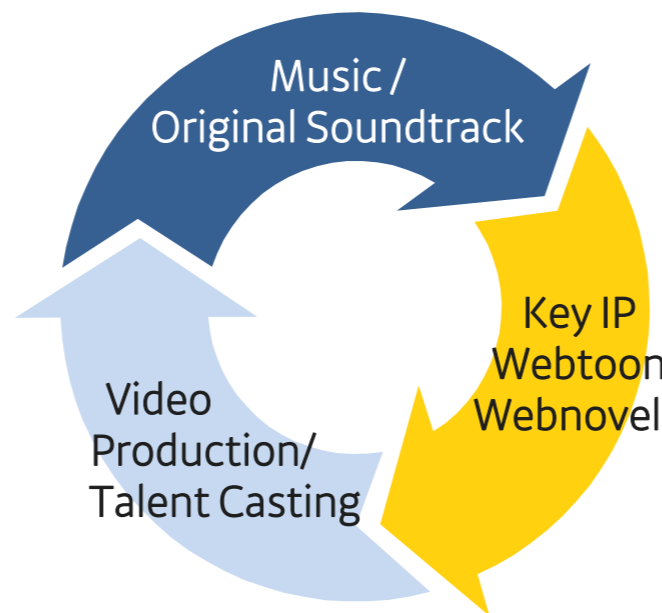 Music /
Original Soundtrack
Key IP
Webtoon
Webnovel
Video
Production/
Talent Casting